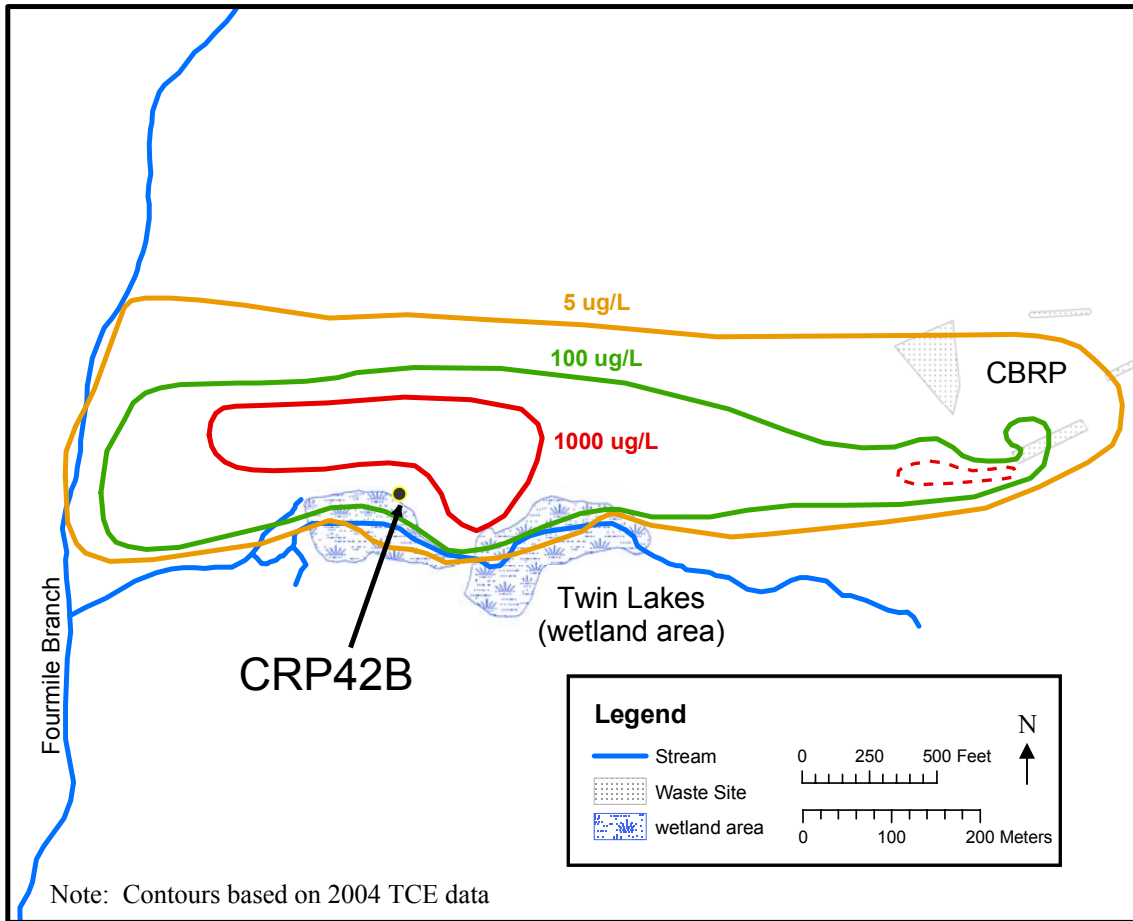 5 ug/L
100 ug/L
CBRP
1000 ug/L
Twin Lakes
(wetland area)
CRP42B
Fourmile Branch
Legend
Stream
Waste Site
wetland area
0 250 500 Feet
0 100 200 Meters
N
Note: Contours based on 2004 TCE data